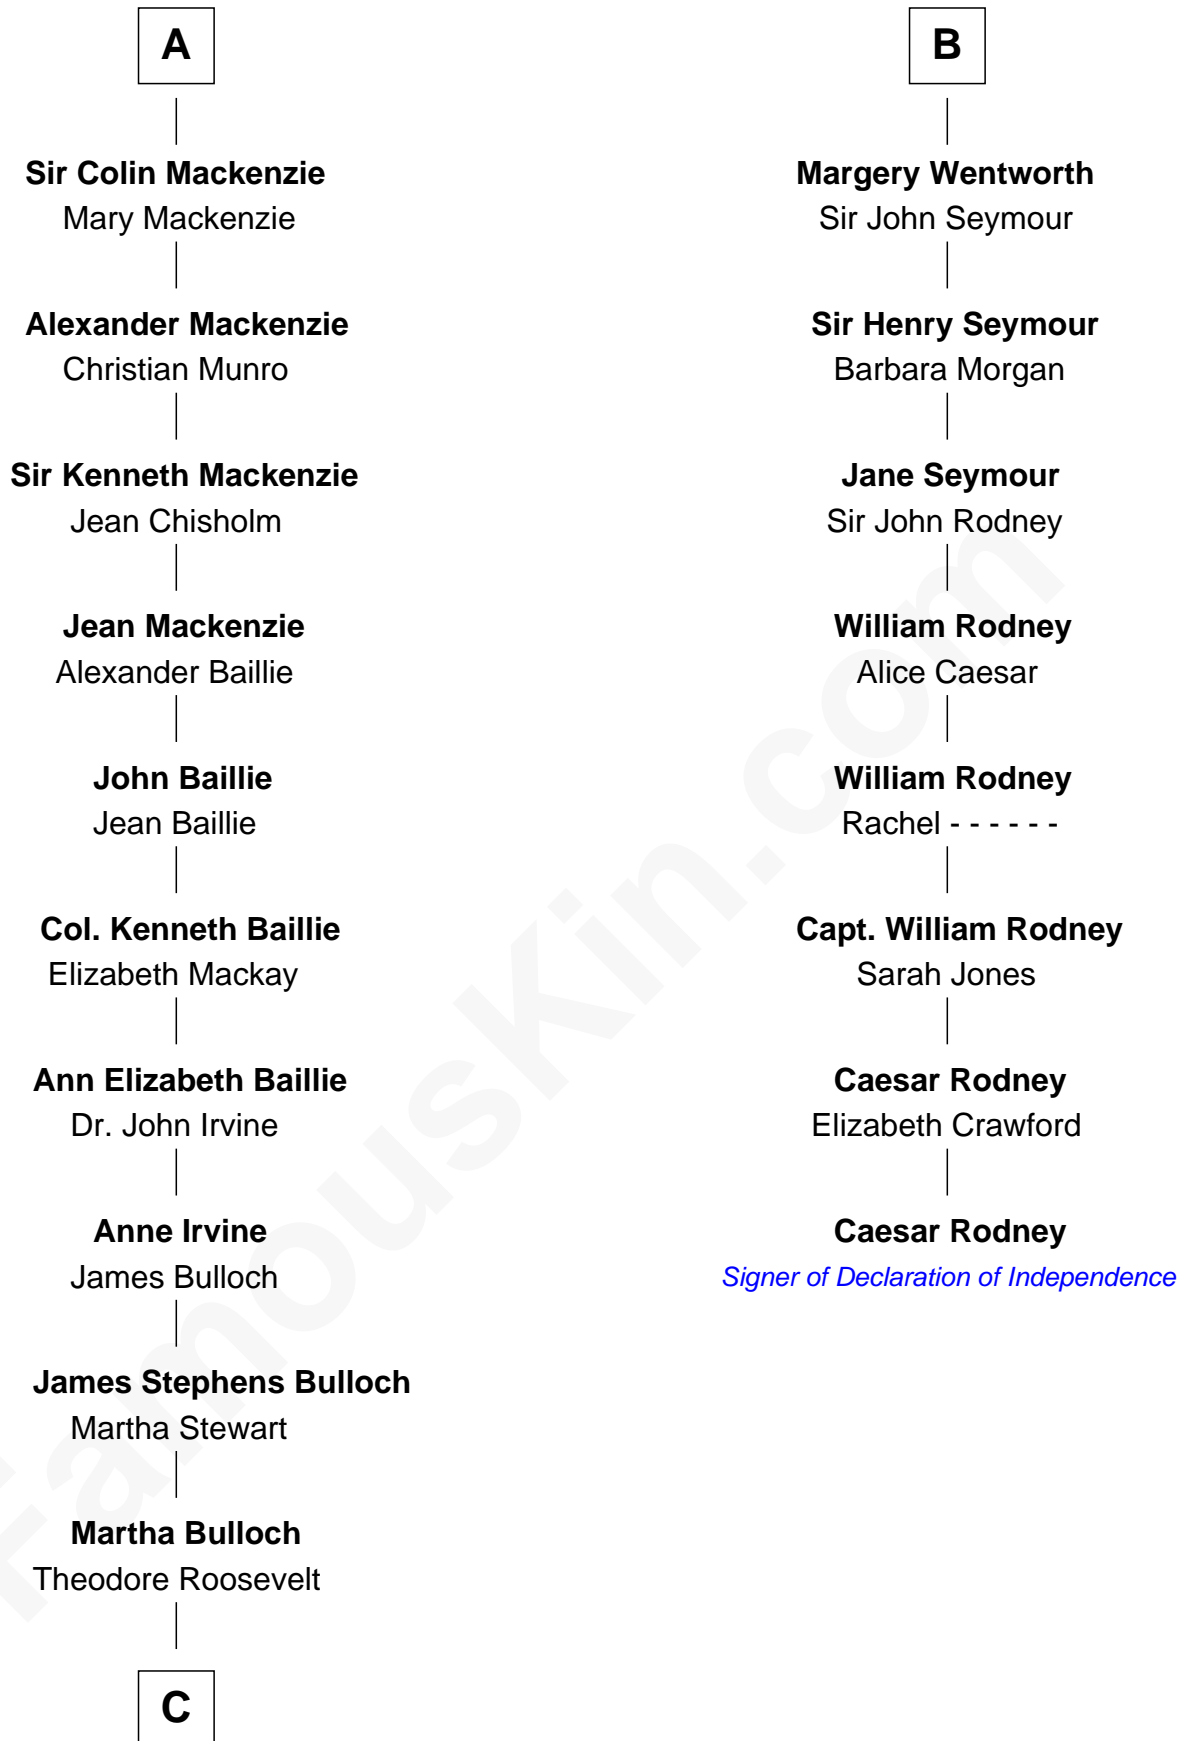 A
Sir Colin Mackenzie
Mary Mackenzie
Alexander Mackenzie
Christian Munro
Sir Kenneth Mackenzie
Jean Chisholm
Jean Mackenzie
Alexander Baillie
John Baillie
Jean Baillie
Col. Kenneth Baillie
Elizabeth Mackay
Ann Elizabeth Baillie
Dr. John Irvine
Anne Irvine
James Bulloch
James Stephens Bulloch
Martha Stewart
Martha Bulloch
Theodore Roosevelt
C
B
Margery Wentworth
Sir John Seymour
Sir Henry Seymour
Barbara Morgan
Jane Seymour
Sir John Rodney
William Rodney
Alice Caesar
William Rodney
Rachel - - - - - -
Capt. William Rodney
Sarah Jones
Caesar Rodney
Elizabeth Crawford
Caesar Rodney
Signer of Declaration of Independence
FamousKin.com